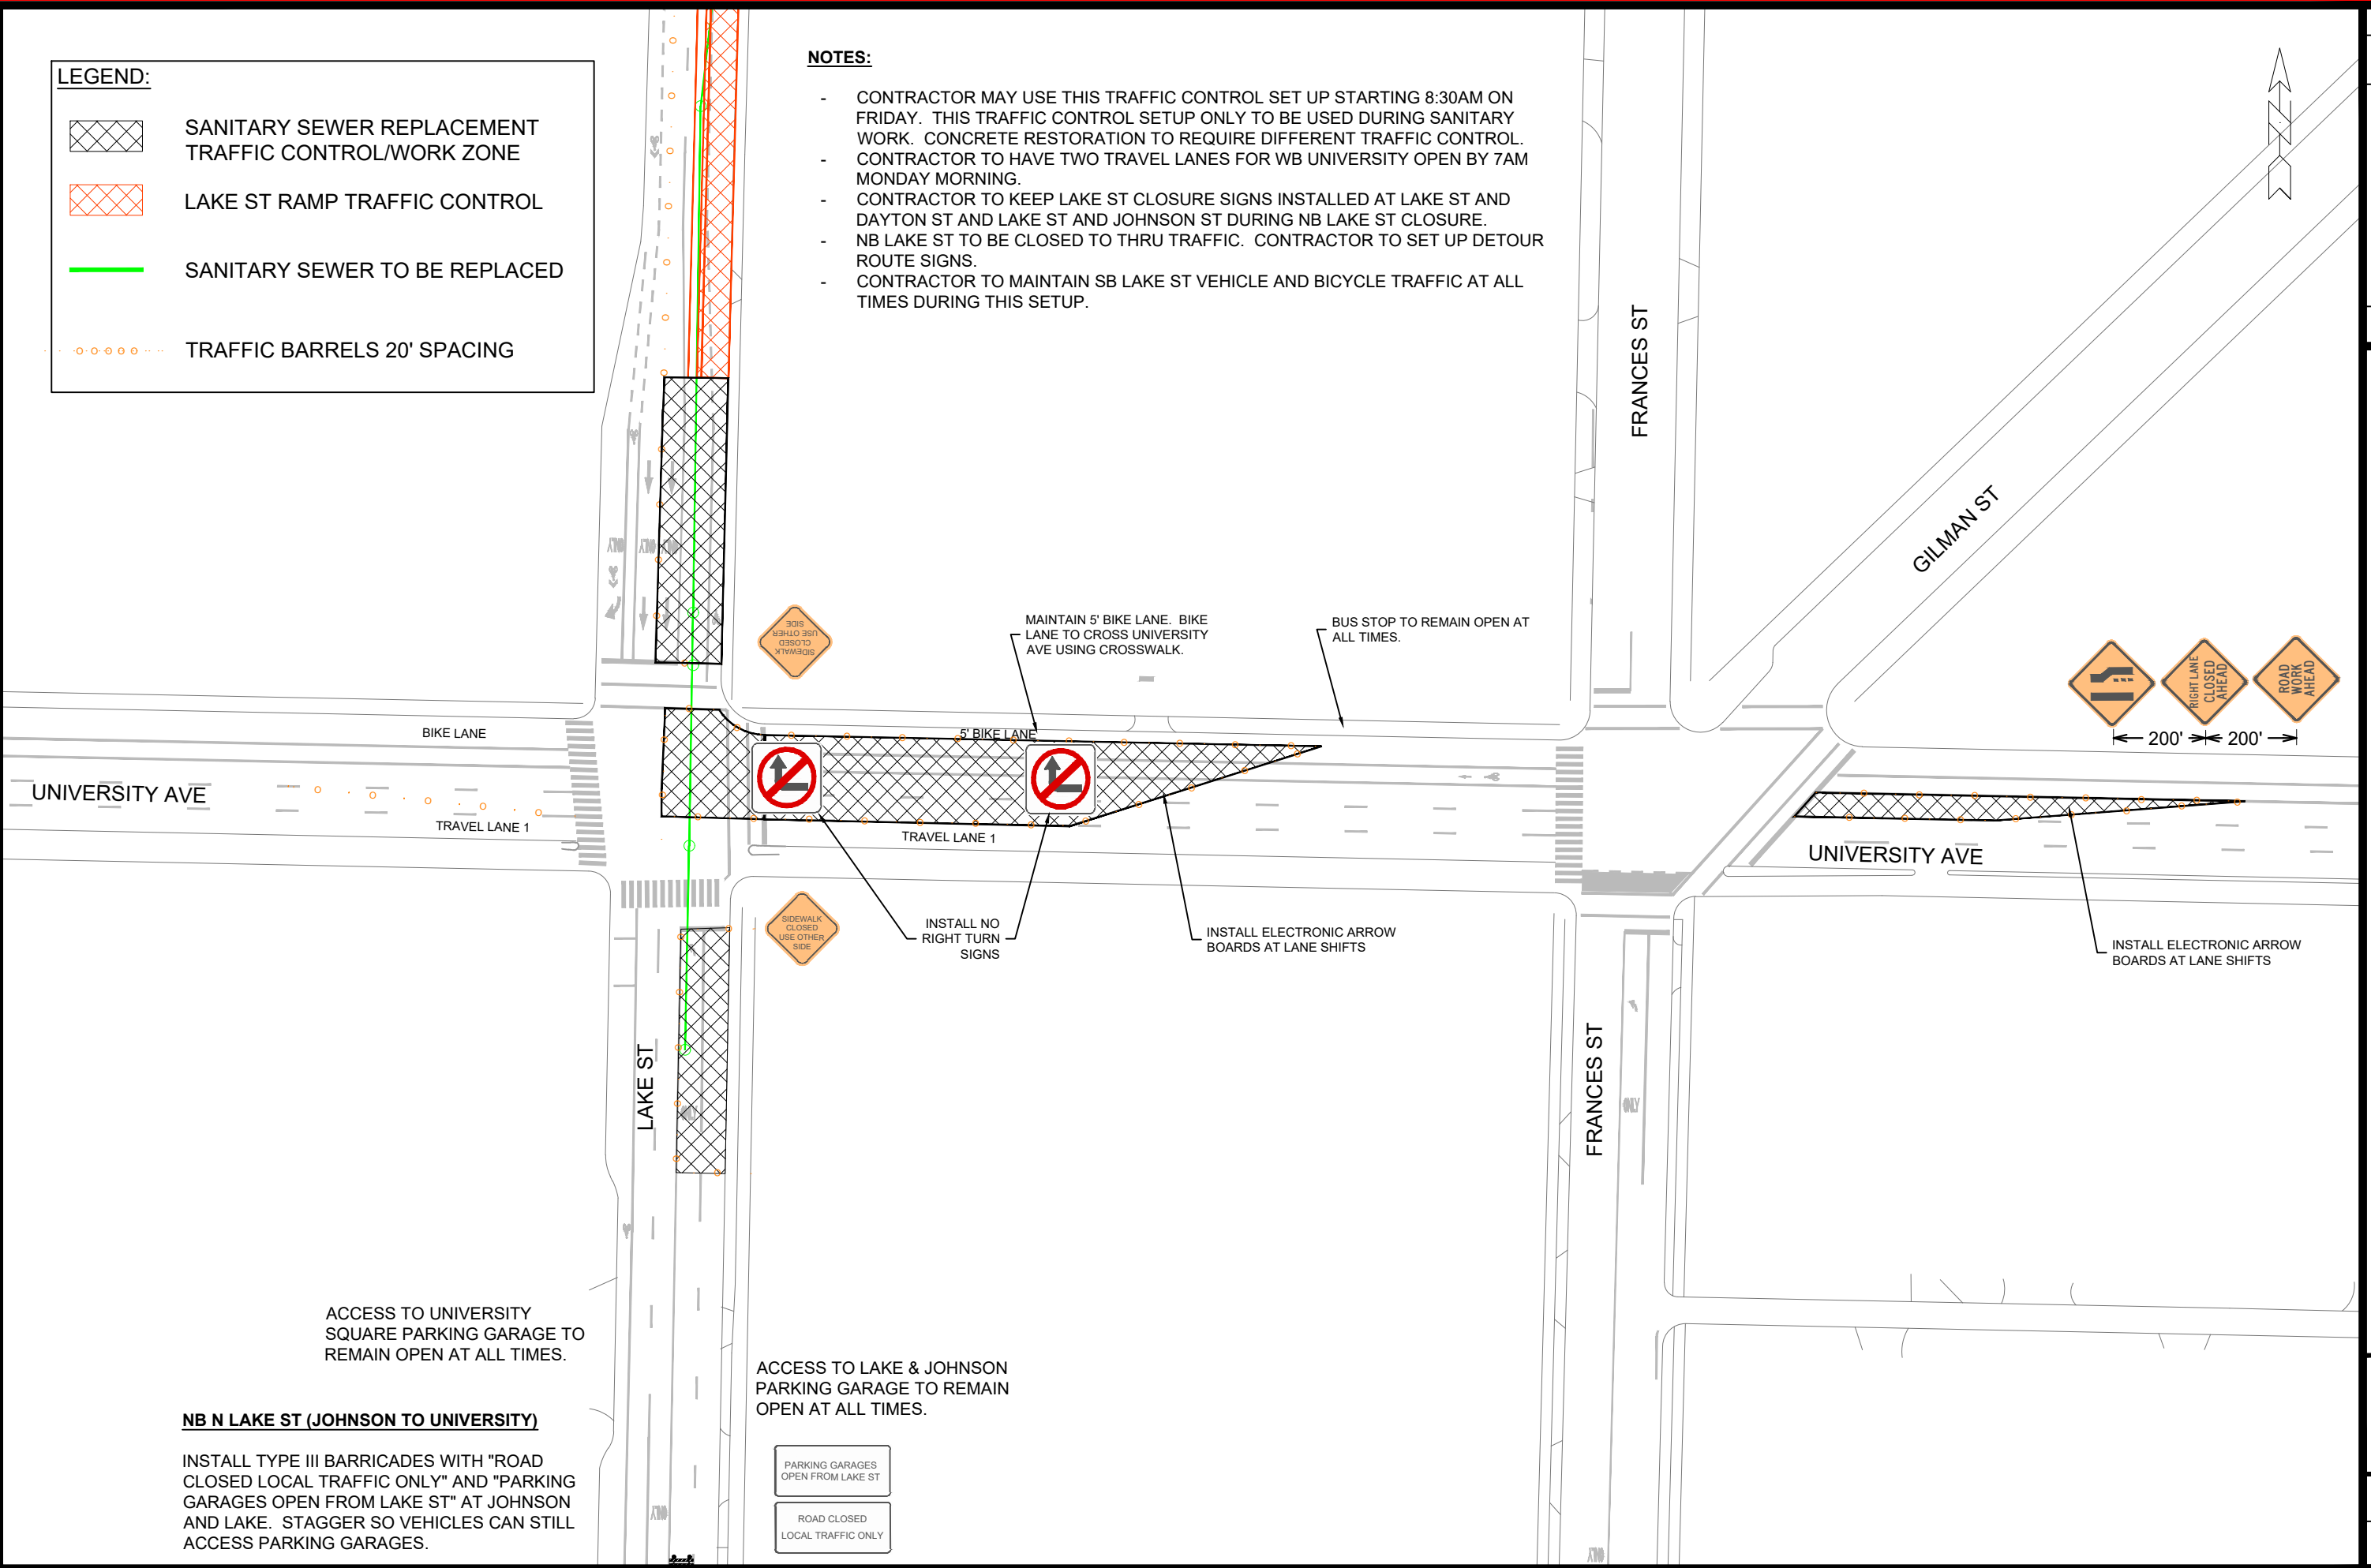 LEGEND:
SANITARY SEWER REPLACEMENT
TRAFFIC CONTROL/WORK ZONE
LAKE ST RAMP TRAFFIC CONTROL
SANITARY SEWER TO BE REPLACED
TRAFFIC BARRELS 20' SPACING
NOTES:
- CONTRACTOR MAY USE THIS TRAFFIC CONTROL SET UP STARTING 8:30AM ON
FRIDAY. THIS TRAFFIC CONTROL SETUP ONLY TO BE USED DURING SANITARY
WORK. CONCRETE RESTORATION TO REQUIRE DIFFERENT TRAFFIC CONTROL.
- CONTRACTOR TO HAVE TWO TRAVEL LANES FOR WB UNIVERSITY OPEN BY 7AM
MONDAY MORNING.
- CONTRACTOR TO KEEP LAKE ST CLOSURE SIGNS INSTALLED AT LAKE ST AND
DAYTON ST AND LAKE ST AND JOHNSON ST DURING NB LAKE ST CLOSURE.
- NB LAKE ST TO BE CLOSED TO THRU TRAFFIC. CONTRACTOR TO SET UP DETOUR
ROUTE SIGNS.
- CONTRACTOR TO MAINTAIN SB LAKE ST VEHICLE AND BICYCLE TRAFFIC AT ALL
TIMES DURING THIS SETUP.
FRANCES ST
GILMAN ST
ONLY
ONLY
ONLY
SIDEWALK
CLOSED
USE OTHER
SIDE
MAINTAIN 5' BIKE LANE. BIKE
LANE TO CROSS UNIVERSITY
AVE USING CROSSWALK.
BUS STOP TO REMAIN OPEN AT
ALL TIMES.
RIGHT LANE
CLOSED
AHEAD
ROAD
WORK
AHEAD
200'
200'
BIKE LANE
5' BIKE LANE
UNIVERSITY AVE
TRAVEL LANE 1
TRAVEL LANE 1
UNIVERSITY AVE
SIDEWALK
CLOSED
USE OTHER
SIDE
INSTALL NO
RIGHT TURN
SIGNS
INSTALL ELECTRONIC ARROW
BOARDS AT LANE SHIFTS
INSTALL ELECTRONIC ARROW
BOARDS AT LANE SHIFTS
LAKE ST
ONLY
FRANCES ST
ONLY
ACCESS TO UNIVERSITY
SQUARE PARKING GARAGE TO
REMAIN OPEN AT ALL TIMES.
ACCESS TO LAKE & JOHNSON
PARKING GARAGE TO REMAIN
OPEN AT ALL TIMES.
NB N LAKE ST (JOHNSON TO UNIVERSITY)
INSTALL TYPE III BARRICADES WITH "ROAD
CLOSED LOCAL TRAFFIC ONLY" AND "PARKING
GARAGES OPEN FROM LAKE ST" AT JOHNSON
AND LAKE. STAGGER SO VEHICLES CAN STILL
ACCESS PARKING GARAGES.
PARKING GARAGES
OPEN FROM LAKE ST
ROAD CLOSED
LOCAL TRAFFIC ONLY
ONLY
ONLY